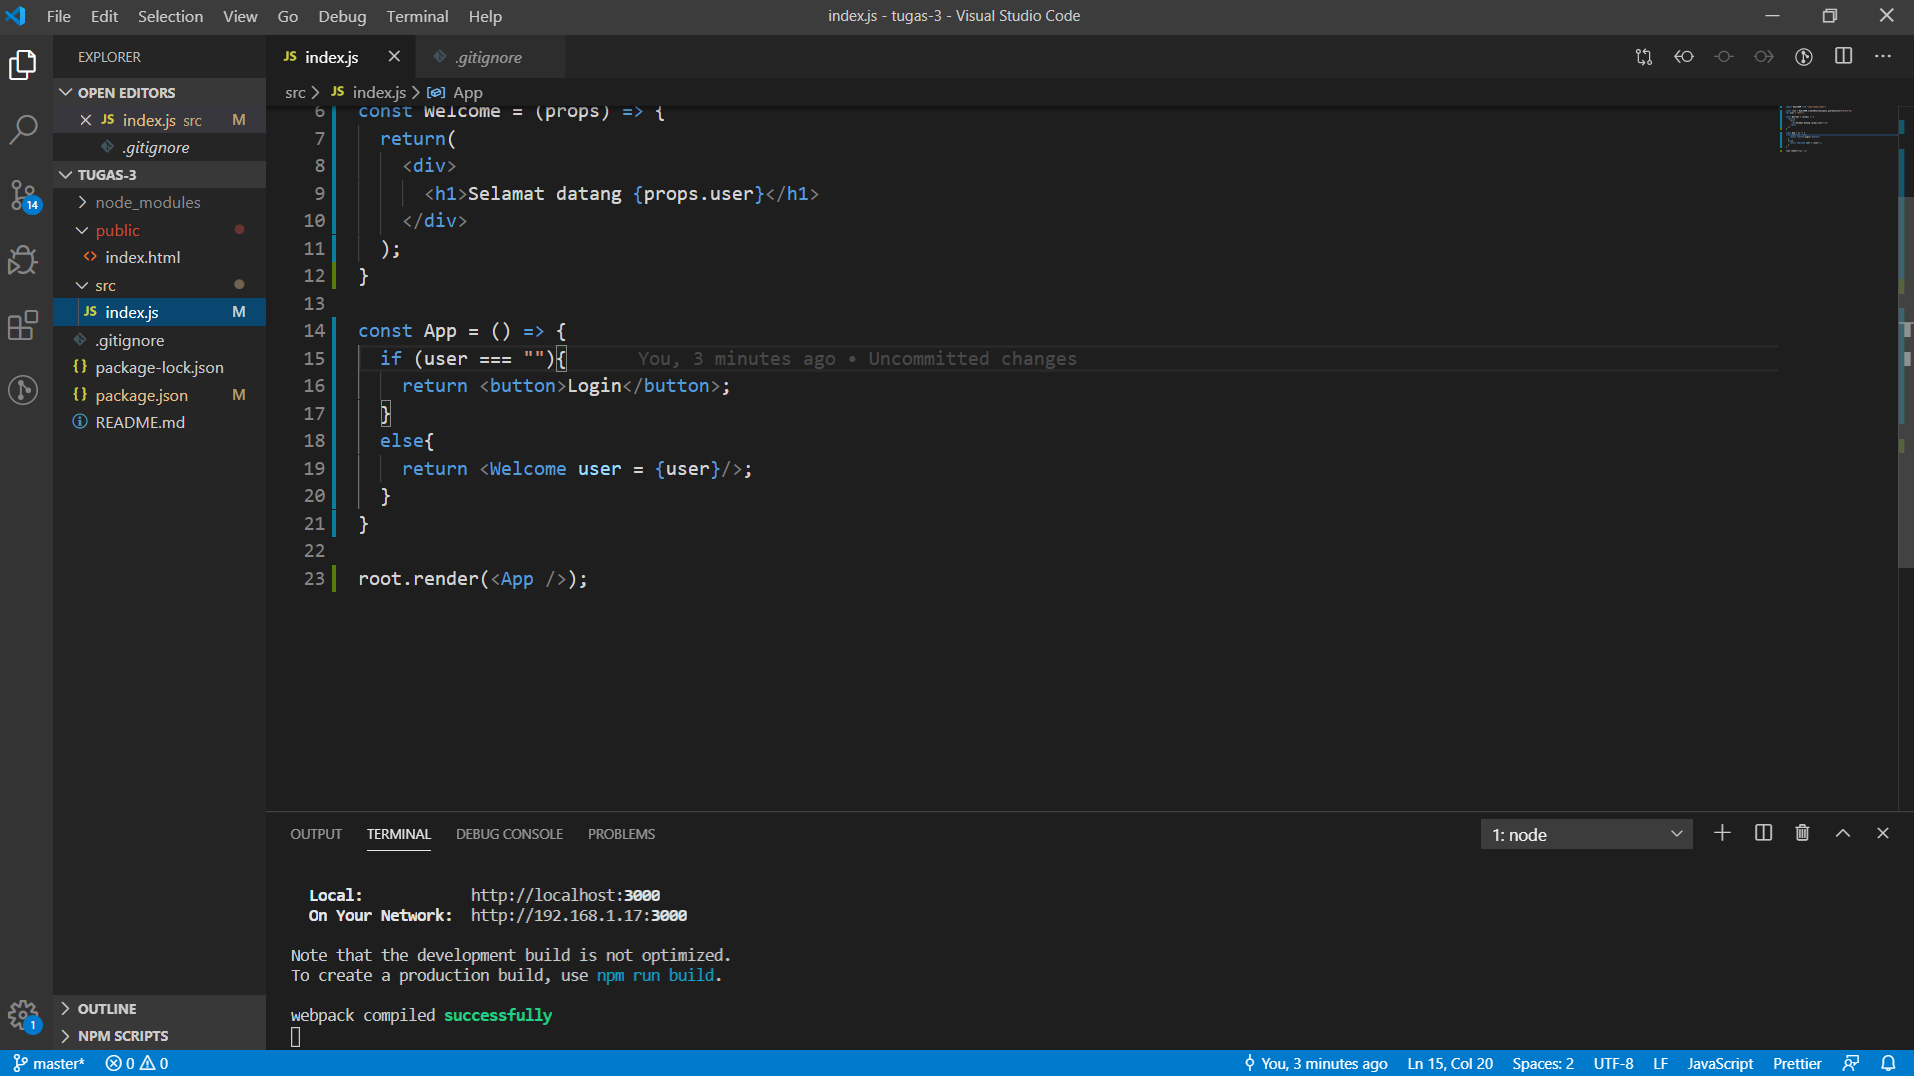 File Edit Selection View Go Debug Terminal Help
index.js - tugas-3 - Visual Studio Code
EXPLORER
OPEN EDITORS
JS index.js src M
.gitignore
TUGAS-3
node_modules
public
<> index.html
src
JS index.js M
.gitignore
{} package-lock.json
{} package.json M
README.md
OUTLINE
NPM SCRIPTS
14
1
JS index.js
.gitignore
src > JS index.js > App
6 const Welcome = (props) => {
7 return(
8 <div>
9 <h1>Selamat datang {props.user}</h1>
10 </div>
11 );
12 }
13
14 const App = () => {
15 if (user === ""){ You, 3 minutes ago • Uncommitted changes
16 return <button>Login</button>;
17 }
18 else{
19 return <Welcome user = {user}/>;
20 }
21 }
22
23 root.render(<App />);
OUTPUT TERMINAL DEBUG CONSOLE PROBLEMS
1: node
Local: http://localhost:3000
On Your Network: http://192.168.1.17:3000
Note that the development build is not optimized.
To create a production build, use npm run build.
webpack compiled successfully
master* 0 0
You, 3 minutes ago Ln 15, Col 20 Spaces: 2 UTF-8 LF JavaScript Prettier